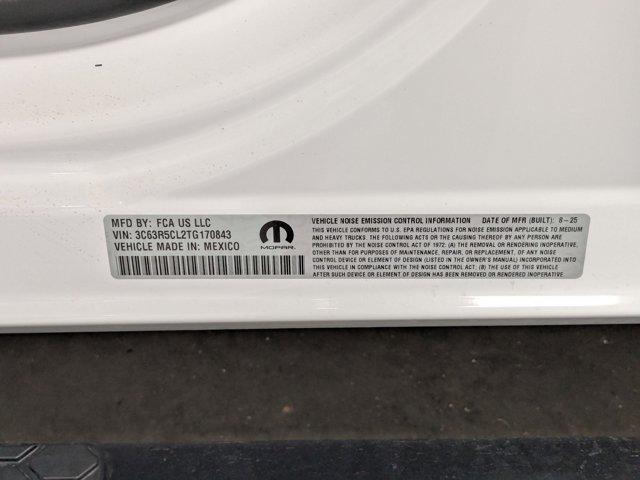 MFD BY: FCA US LLC
VIN: 3C63R5CL2TG170843
VEHICLE MADE IN: MEXICO
MOPAR
VEHICLE NOISE EMISSION CONTROL INFORMATION DATE OF MFR (BUILT): 8-25
THIS VEHICLE CONFORMS TO U.S. EPA REGULATIONS FOR NOISE EMISSION APPLICABLE TO MEDIUM
AND HEAVY TRUCKS. THE FOLLOWING ACTS OR THE CAUSING THEREOF BY ANY PERSON ARE
PROHIBITED BY THE NOISE CONTROL ACT OF 1972: (A) THE REMOVAL OR RENDERING INOPERATIVE,
OTHER THAN FOR PURPOSES OF MAINTENANCE, REPAIR, OR REPLACEMENT, OF ANY NOISE
CONTROL DEVICE OR ELEMENT OF DESIGN (LISTED IN THE OWNER'S MANUAL) INCORPORATED INTO
THIS VEHICLE IN COMPLIANCE WITH THE NOISE CONTROL ACT; (B) THE USE OF THIS VEHICLE
AFTER SUCH DEVICE OR ELEMENT OF DESIGN HAS BEEN REMOVED OR RENDERED INOPERATIVE.